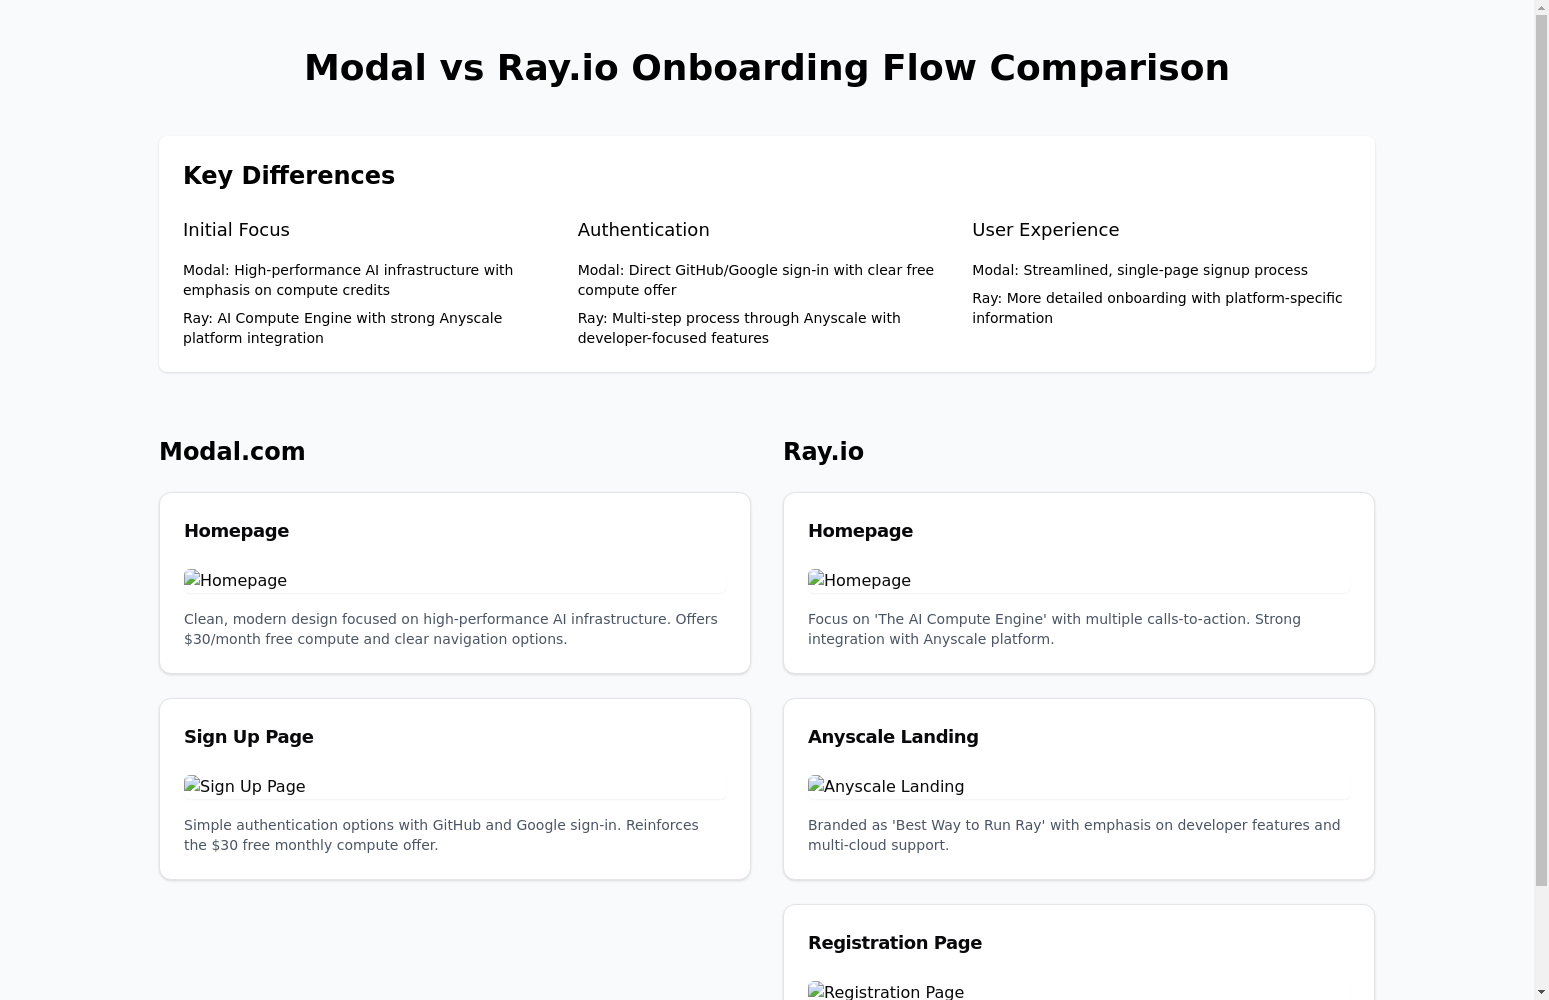 Modal vs Ray.io Onboarding Flow Comparison
Key Differences
Initial Focus
Modal: High-performance AI infrastructure with
emphasis on compute credits
Ray: AI Compute Engine with strong Anyscale
platform integration
Authentication
Modal: Direct GitHub/Google sign-in with clear free
compute offer
Ray: Multi-step process through Anyscale with
developer-focused features
User Experience
Modal: Streamlined, single-page signup process
Ray: More detailed onboarding with platform-specific
information
Modal.com
Homepage
Homepage
Clean, modern design focused on high-performance AI infrastructure. Offers
$30/month free compute and clear navigation options.
Sign Up Page
Sign Up Page
Simple authentication options with GitHub and Google sign-in. Reinforces
the $30 free monthly compute offer.
Ray.io
Homepage
Homepage
Focus on 'The AI Compute Engine' with multiple calls-to-action. Strong
integration with Anyscale platform.
Anyscale Landing
Anyscale Landing
Branded as 'Best Way to Run Ray' with emphasis on developer features and
multi-cloud support.
Registration Page
Registration Page